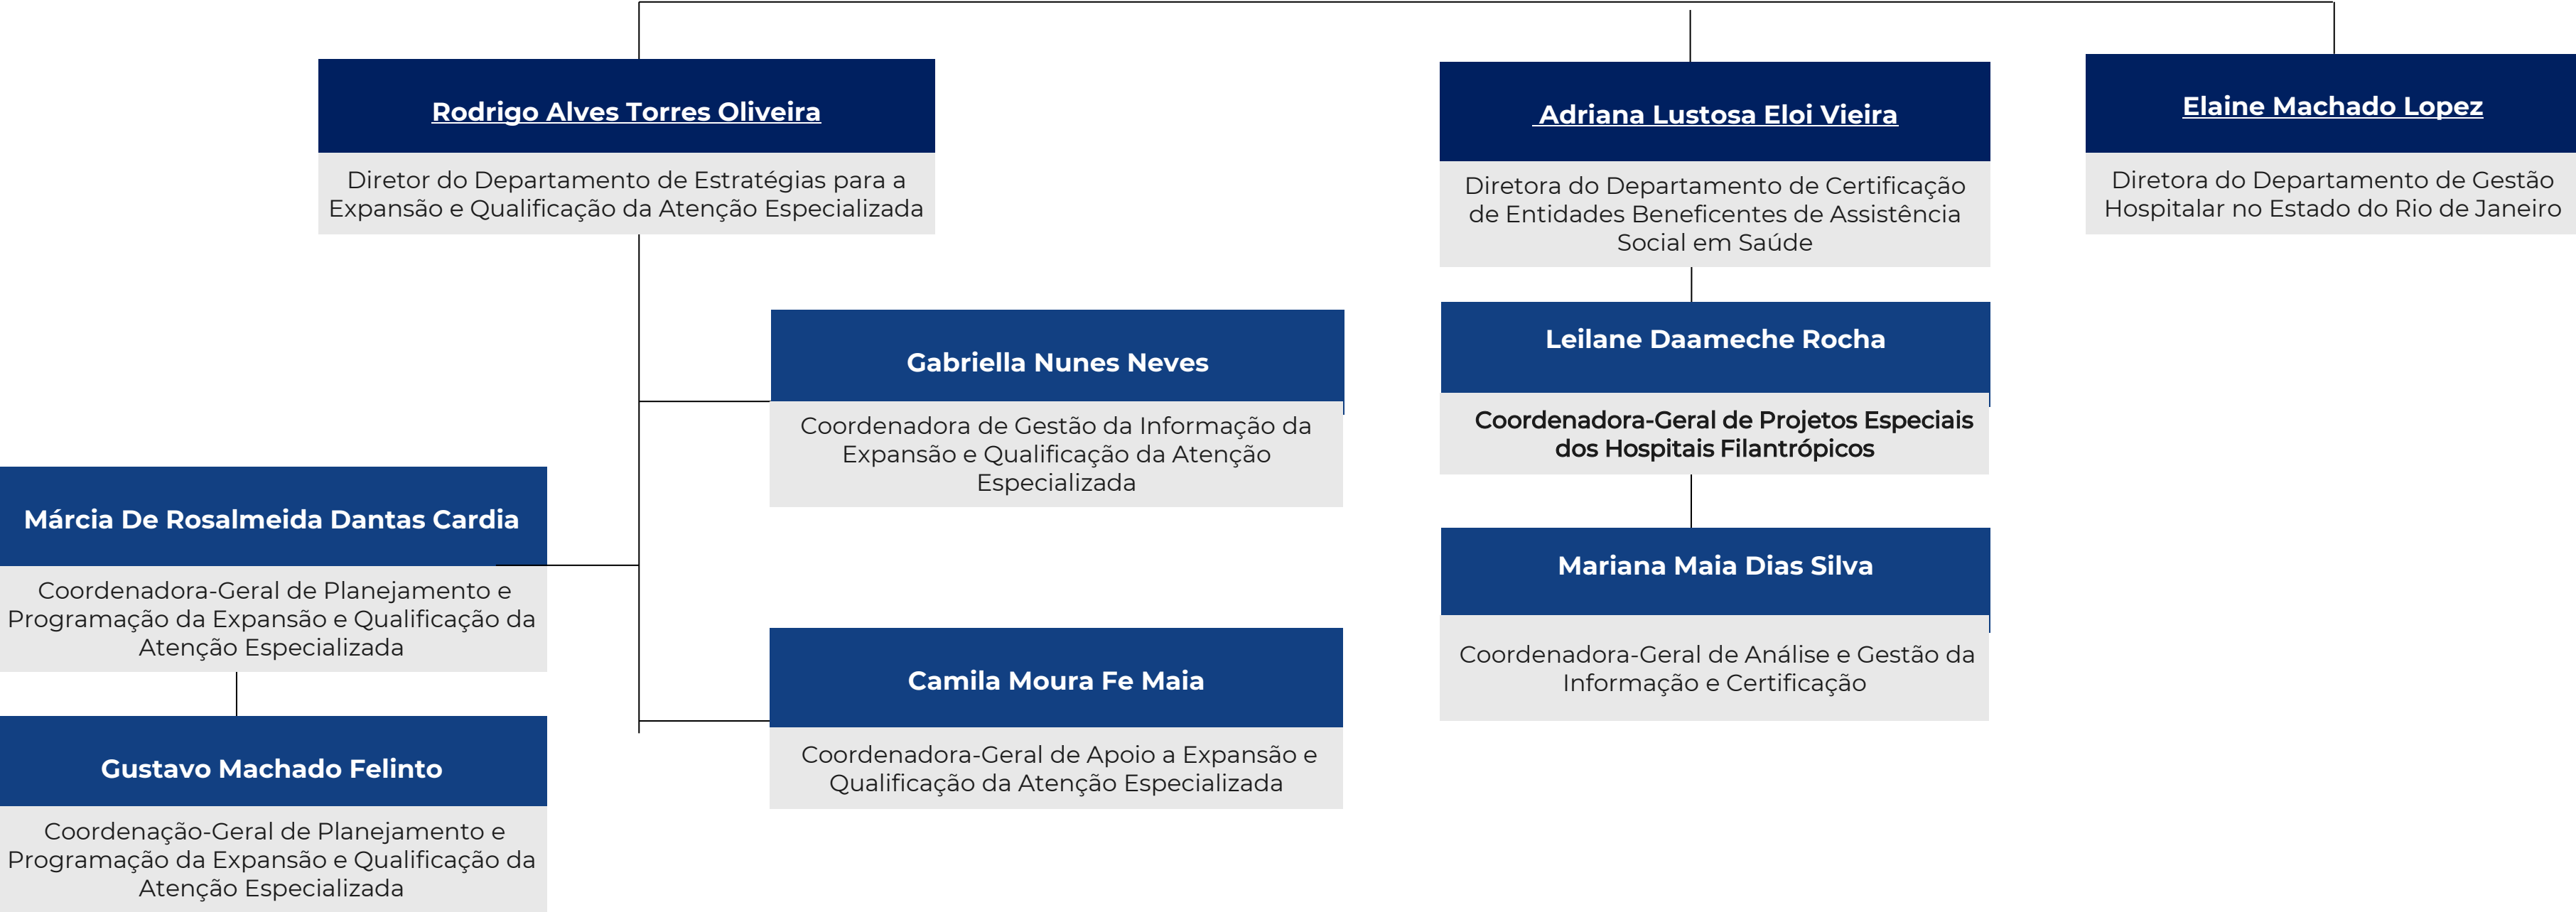 Rodrigo Alves Torres Oliveira
Diretor do Departamento de Estratégias para a
Expansão e Qualificação da Atenção Especializada
Adriana Lustosa Eloi Vieira
Diretora do Departamento de Certificação
de Entidades Beneficentes de Assistência
Social em Saúde
Elaine Machado Lopez
Diretora do Departamento de Gestão
Hospitalar no Estado do Rio de Janeiro
Gabriella Nunes Neves
Coordenadora de Gestão da Informação da
Expansão e Qualificação da Atenção
Especializada
Leilane Daameche Rocha
Coordenadora-Geral de Projetos Especiais
dos Hospitais Filantrópicos
Márcia De Rosalmeida Dantas Cardia
Coordenadora-Geral de Planejamento e
Programação da Expansão e Qualificação da
Atenção Especializada
Mariana Maia Dias Silva
Coordenadora-Geral de Análise e Gestão da
Informação e Certificação
Camila Moura Fe Maia
Coordenadora-Geral de Apoio a Expansão e
Qualificação da Atenção Especializada
Gustavo Machado Felinto
Coordenação-Geral de Planejamento e
Programação da Expansão e Qualificação da
Atenção Especializada